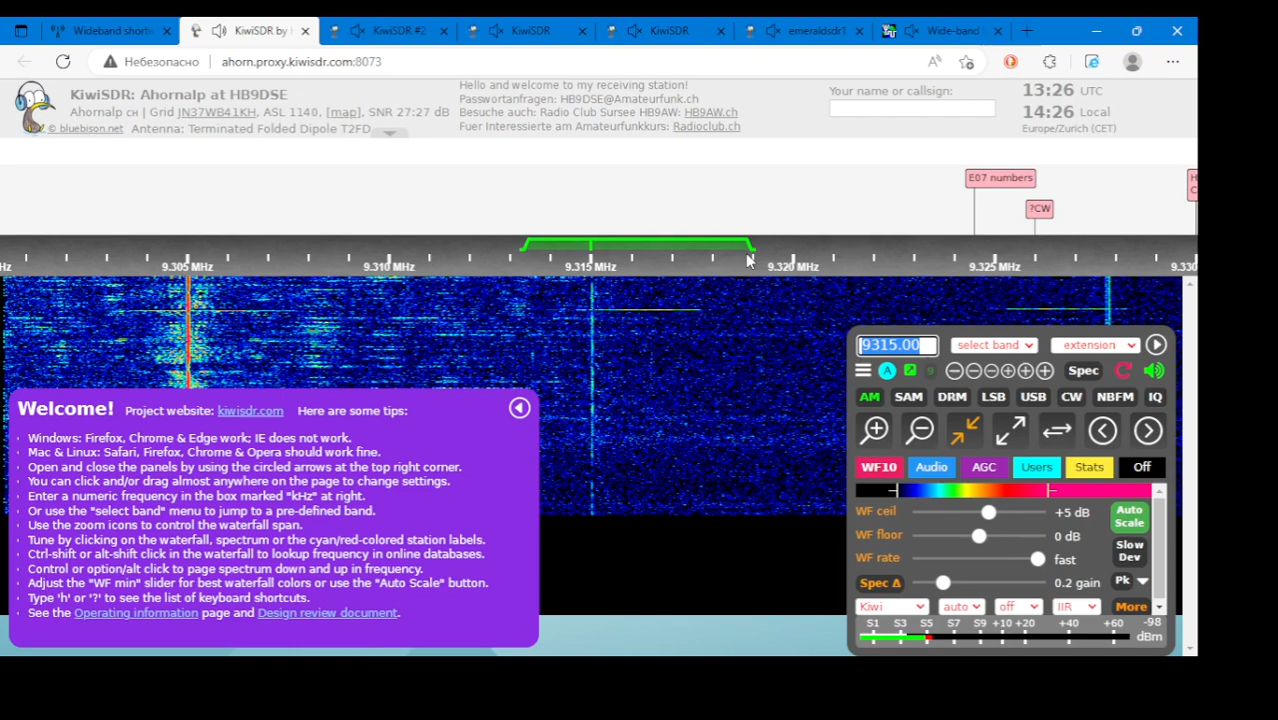 Wideband shortw
KiwiSDR by H
KiwiSDR #2
KiwiSDR
KiwiSDR
emeraldsdr1
Wide-band
Небезопасно
ahorn.proxy.kiwisdr.com:8073
KiwiSDR: Ahornalp at HB9DSE
Ahornalp CH | Grid JN37WB41KH, ASL 1140, [map], SNR 27:27 dB
© bluebison.net Antenna: Terminated Folded Dipole T2FD
Hello and welcome to my receiving station!
Passwortanfragen: HB9DSE@Amateurfunk.ch
Besuche auch: Radio Club Sursee HB9AW: HB9AW.ch
Fuer Interessierte am Amateurfunkkurs: Radioclub.ch
Your name or callsign:
13:26 UTC
14:26 Local
Europe/Zurich (CET)
E07 numbers
?CW
H
C
Hz
9.305 MHz
9.310 MHz
9.315 MHz
9.320 MHz
9.325 MHz
9.330
Welcome! Project website: kiwisdr.com Here are some tips:
· Windows: Firefox, Chrome & Edge work; IE does not work.
· Mac & Linux: Safari, Firefox, Chrome & Opera should work fine.
· Open and close the panels by using the circled arrows at the top right corner.
· You can click and/or drag almost anywhere on the page to change settings.
· Enter a numeric frequency in the box marked "kHz" at right.
· Or use the "select band" menu to jump to a pre-defined band.
· Use the zoom icons to control the waterfall span.
· Tune by clicking on the waterfall, spectrum or the cyan/red-colored station labels.
· Ctrl-shift or alt-shift click in the waterfall to lookup frequency in online databases.
· Control or option/alt click to page spectrum down and up in frequency.
· Adjust the "WF min" slider for best waterfall colors or use the "Auto Scale" button.
· Type 'h' or '?' to see the list of keyboard shortcuts.
· See the Operating information page and Design review document.
9315.00
select band
extension
A
9
Spec
AM SAM DRM LSB USB CW NBFM IQ
WF10 Audio AGC Users Stats Off
WF ceil +5 dB
Auto
Scale
WF floor 0 dB
WF rate fast
Slow
Dev
Spec Δ 0.2 gain Pk
Kiwi auto off IIR More
S1 S3 S5 S7 S9 +10 +20 +40 +60 -98
dBm